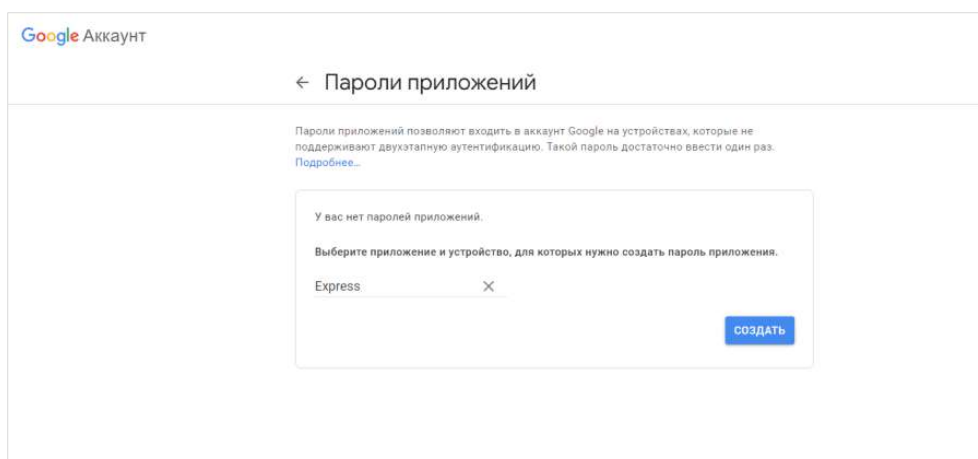 Google Аккаунт
← Пароли приложений
Пароли приложений позволяют входить в аккаунт Google на устройствах, которые не
поддерживают двухэтапную аутентификацию. Такой пароль достаточно ввести один раз.
Подробнее…
У вас нет паролей приложений.
Выберите приложение и устройство, для которых нужно создать пароль приложения.
Express
СОЗДАТЬ